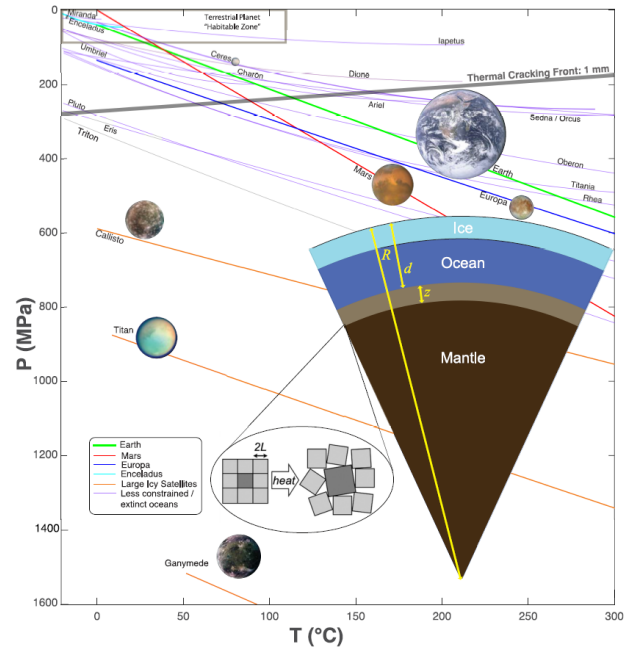 0
200
400
600
800
1000
1200
1400
1600
P (MPa)
0
50
100
150
200
250
300
T (°C)
Miranda
Enceladus
Terrestrial Planet
"Habitable Zone"
Iapetus
Umbriel
Ceres
Charon
Dione
Thermal Cracking Front: 1 mm
Ariel
Sedna / Orcus
Pluto
Eris
Triton
Mars
Earth
Oberon
Titania
Rhea
Europa
Callisto
Titan
Ganymede
Ice
Ocean
Mantle
R
d
z
2L
heat
Earth
Mars
Europa
Enceladus
Large Icy Satellites
Less constrained /
extinct oceans